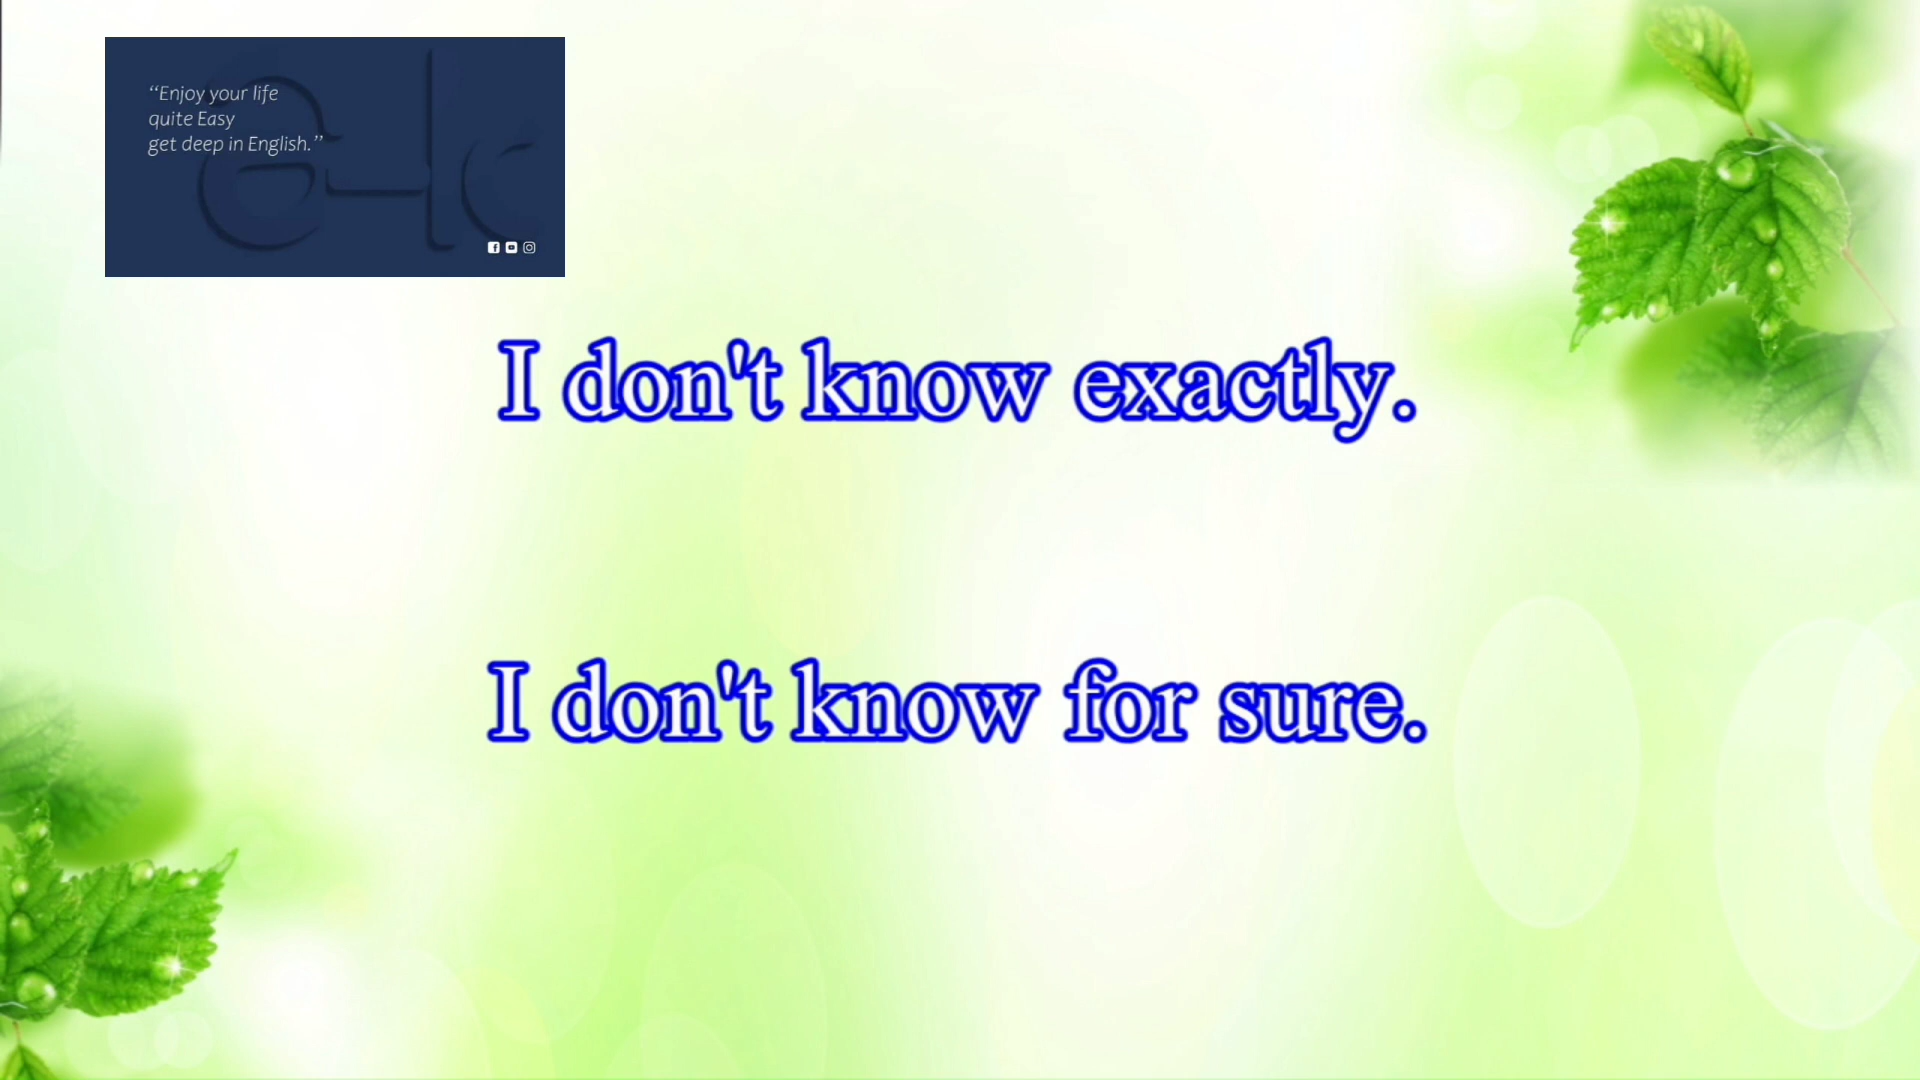 “Enjoy your life
quite Easy
get deep in English.”
I don't know exactly.
I don't know for sure.